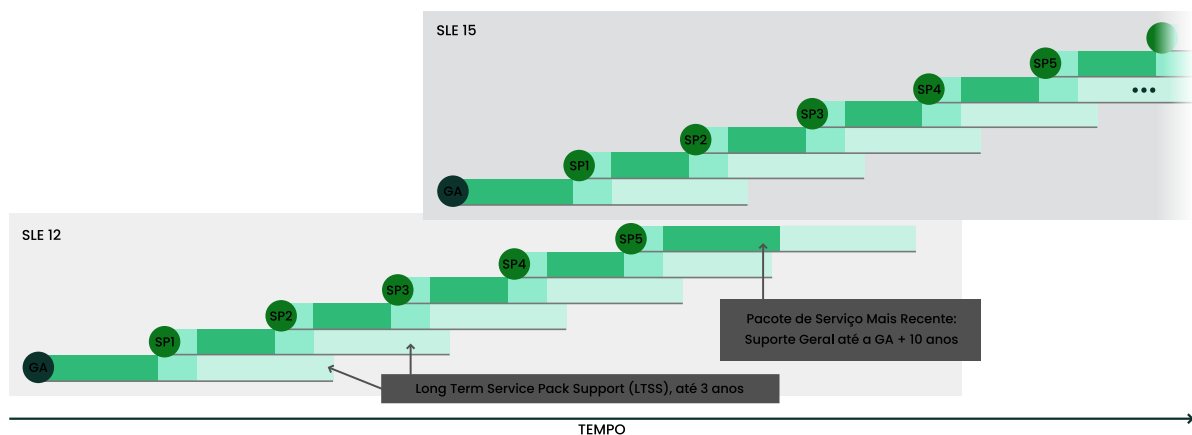 SLE 15
SP5
SP4
•••
SP3
SP2
SP1
GA
SLE 12
SP5
SP4
SP3
SP2
SP1
GA
Pacote de Serviço Mais Recente:
Suporte Geral até a GA + 10 anos
Long Term Service Pack Support (LTSS), até 3 anos
TEMPO